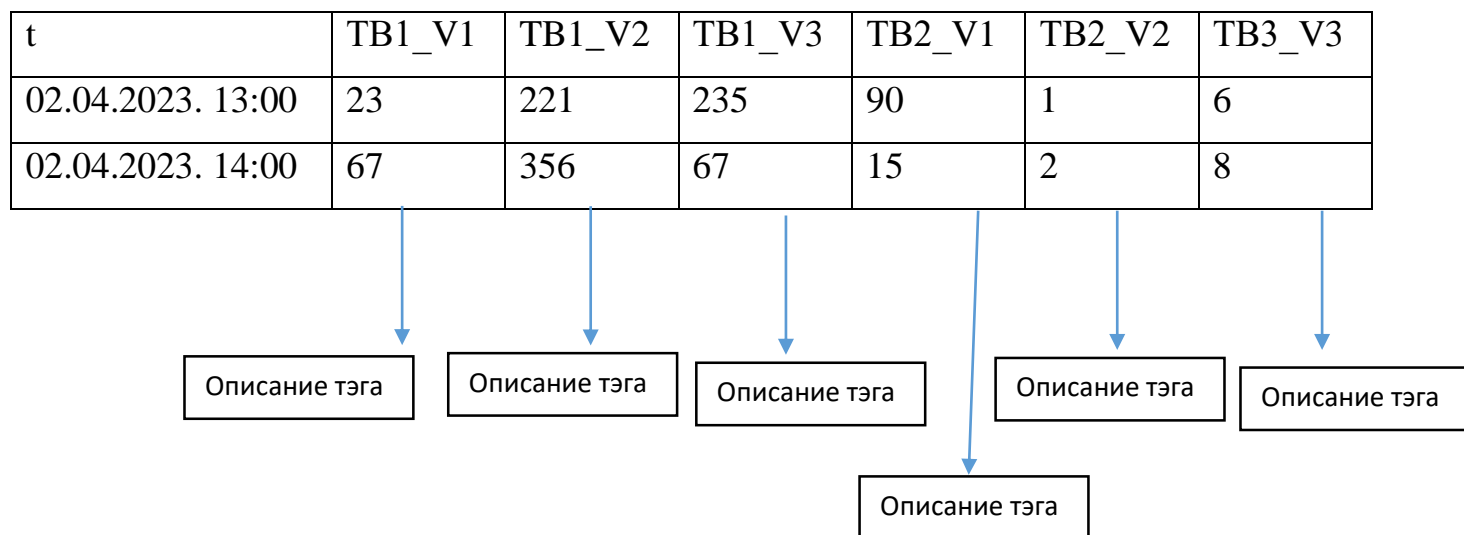 t TB1_V1 TB1_V2 TB1_V3 TB2_V1 TB2_V2 TB3_V3
02.04.2023. 13:00 23 221 235 90 1 6
02.04.2023. 14:00 67 356 67 15 2 8
Описание тэга Описание тэга Описание тэга Описание тэга Описание тэга
Описание тэга